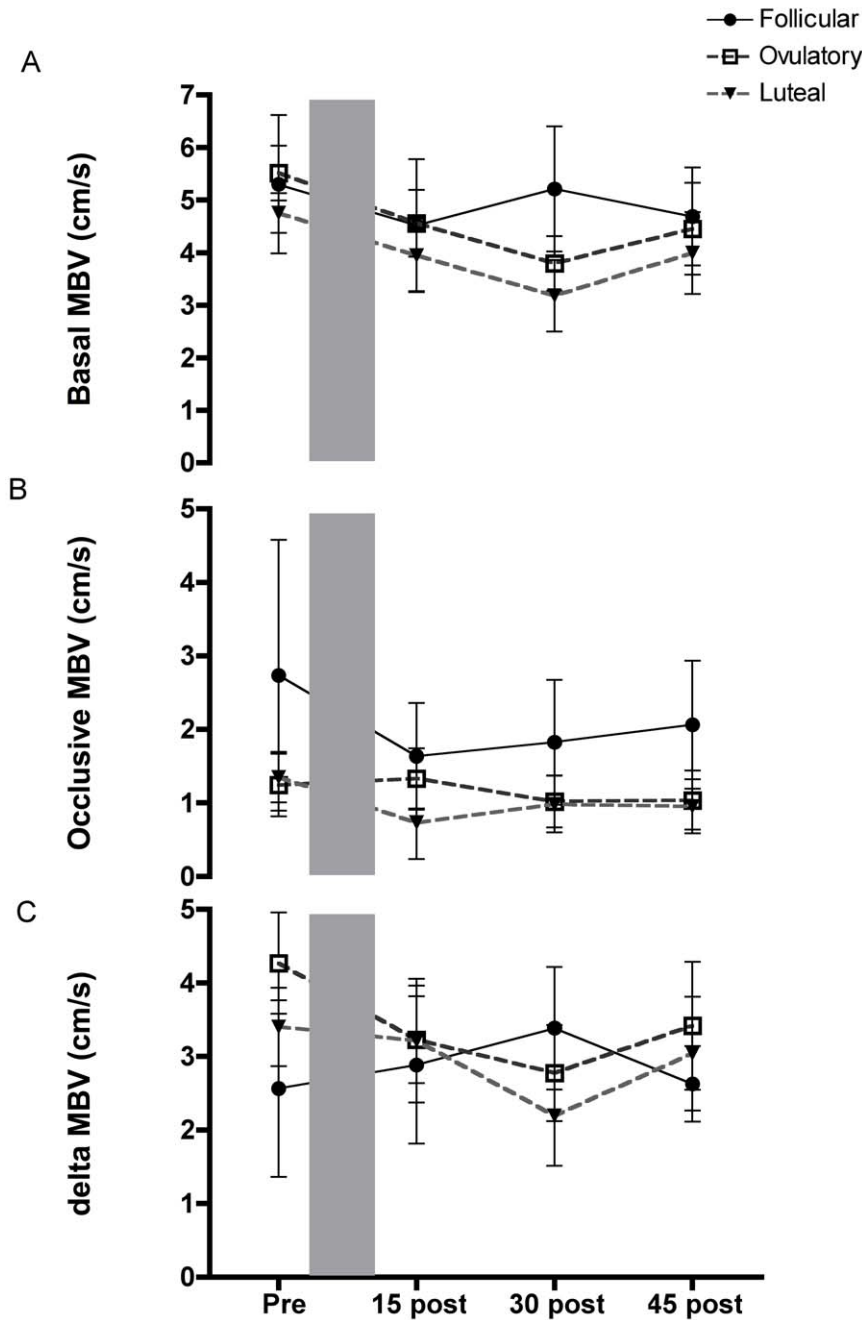 Follicular
Ovulatory
Luteal
A
Basal MBV (cm/s)
7
6
5
4
3
2
1
0
B
Occlusive MBV (cm/s)
5
4
3
2
1
0
C
delta MBV (cm/s)
5
4
3
2
1
0
Pre 15 post 30 post 45 post